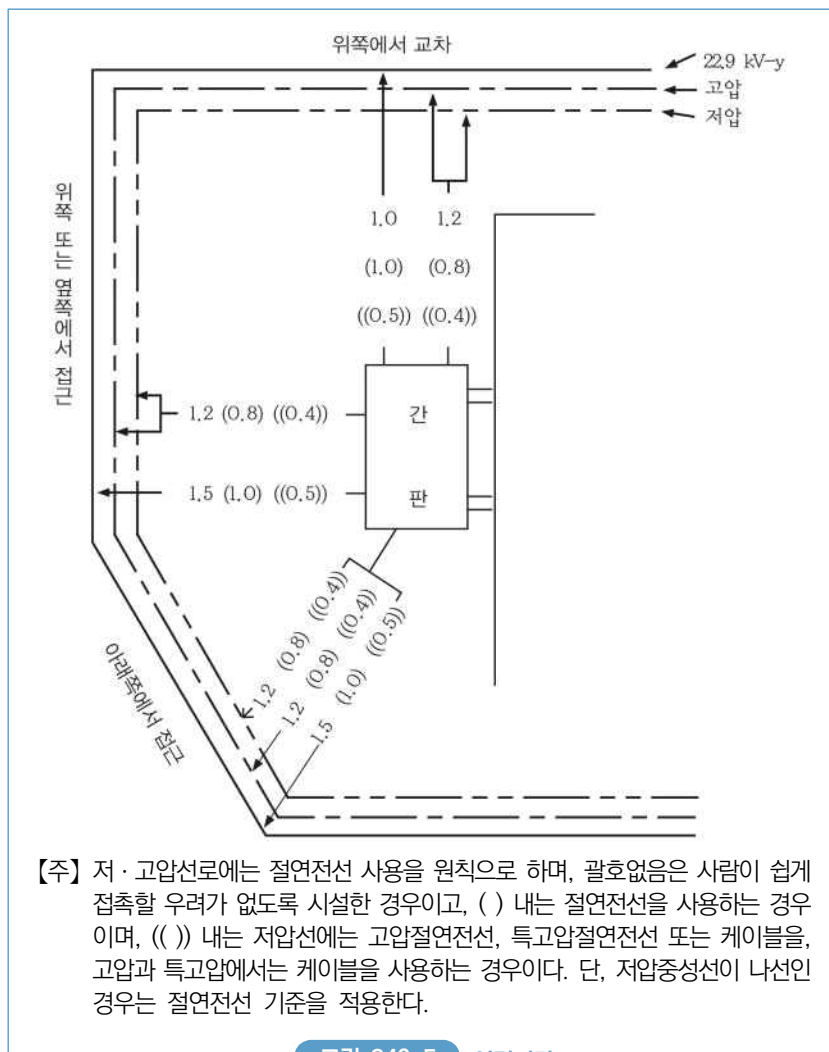 위쪽에서 교차
22.9 kV-y
고압
저압
위쪽 또는 옆쪽에서 접근
1.0 1.2
(1.0) (0.8)
((0.5)) ((0.4))
1.2 (0.8) ((0.4))
간
1.5 (1.0) ((0.5))
판
1.2 (0.8) ((0.4))
1.2 (0.8) ((0.4))
1.5 (1.0) ((0.5))
아래쪽에서 접근
【주】 저 · 고압선로에는 절연전선 사용을 원칙으로 하며, 괄호없음은 사람이 쉽게
접촉할 우려가 없도록 시설한 경우이고, ( ) 내는 절연전선을 사용하는 경우
이며, (( )) 내는 저압선에는 고압절연전선, 특고압절연전선 또는 케이블을,
고압과 특고압에서는 케이블을 사용하는 경우이다. 단, 저압중성선이 나선인
경우는 절연전선 기준을 적용한다.